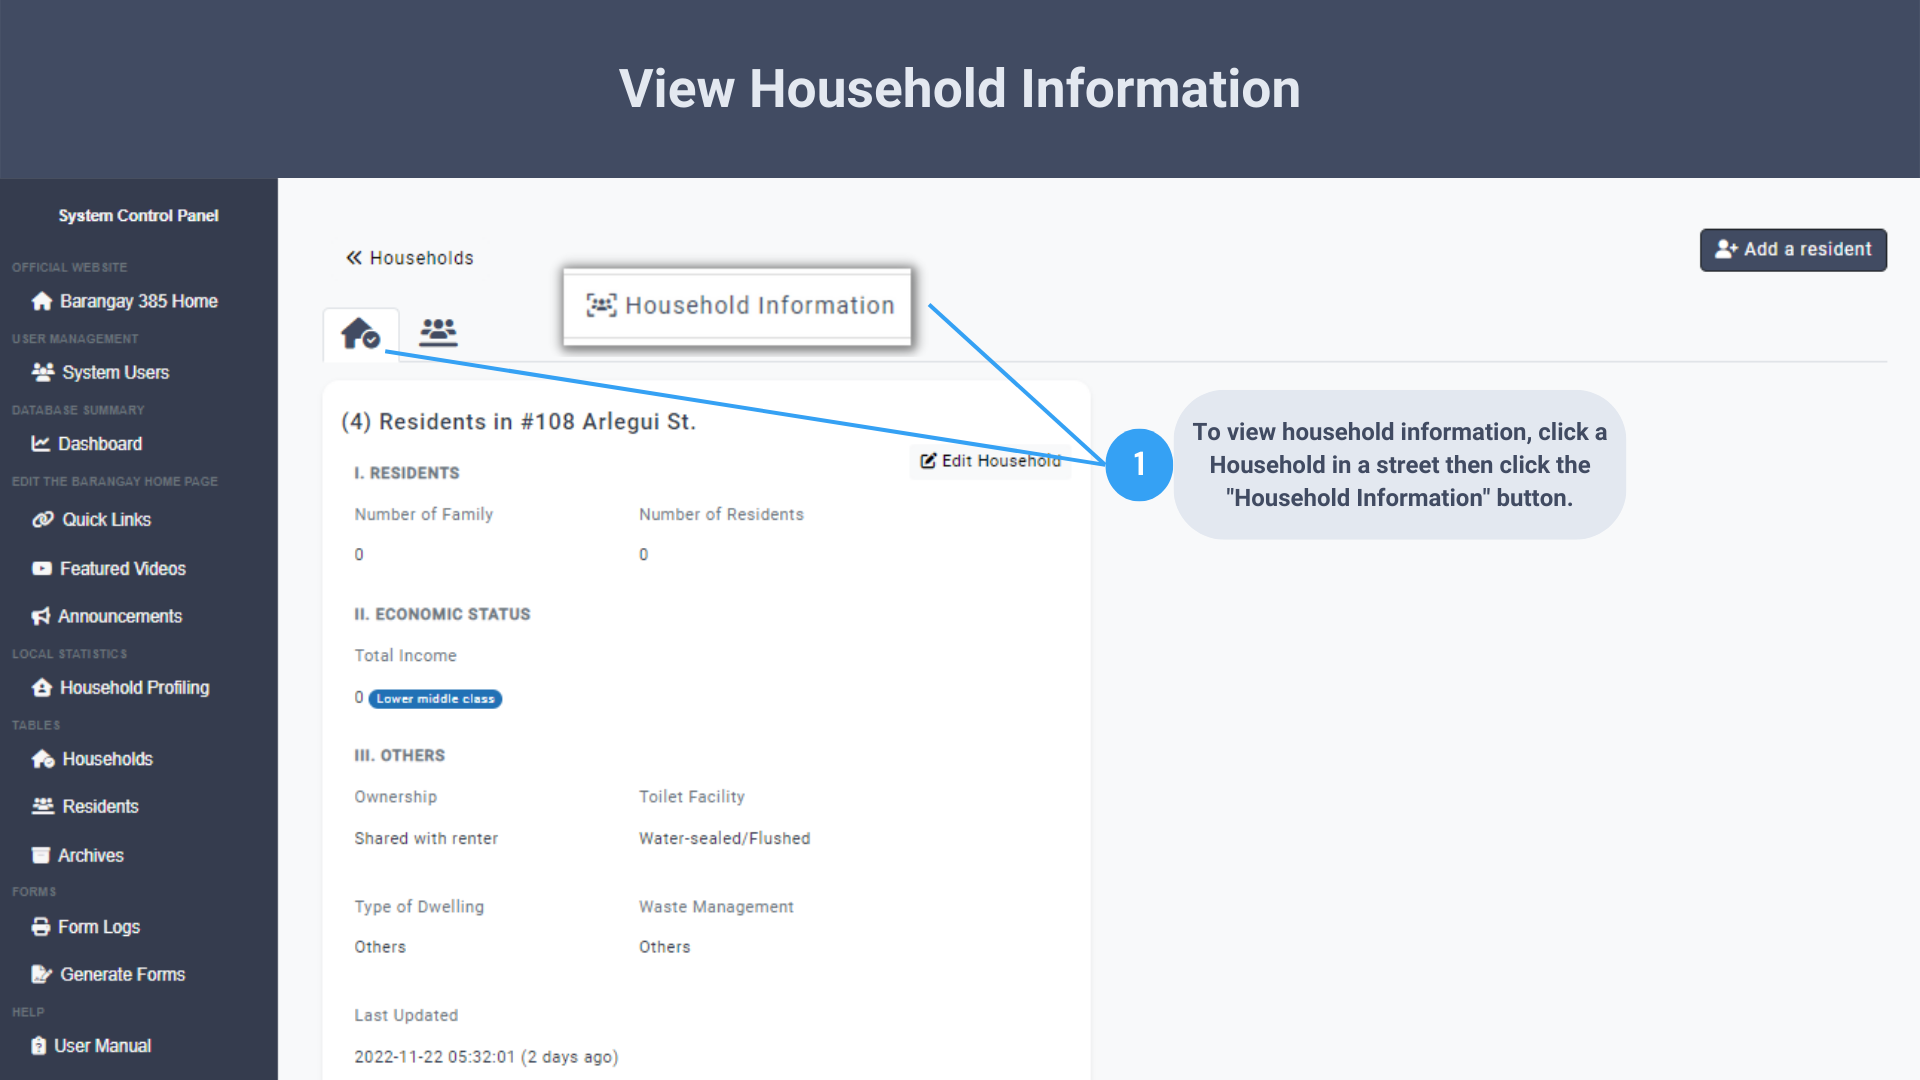 View Household Information
System Control Panel
OFFICIAL WEBSITE
Barangay 385 Home
USER MANAGEMENT
System Users
DATABASE SUMMARY
Dashboard
EDIT THE BARANGAY HOME PAGE
Quick Links
Featured Videos
Announcements
LOCAL STATISTICS
Household Profiling
TABLES
Households
Residents
Archives
FORMS
Form Logs
Generate Forms
HELP
User Manual
« Households
Add a resident
Household Information
(4) Residents in #108 Arlegui St.
Edit Household
I. RESIDENTS
Number of Family Number of Residents
0 0
II. ECONOMIC STATUS
Total Income
0 Lower middle class
III. OTHERS
Ownership Toilet Facility
Shared with renter Water-sealed/Flushed
Type of Dwelling Waste Management
Others Others
Last Updated
2022-11-22 05:32:01 (2 days ago)
1
To view household information, click a
Household in a street then click the
"Household Information" button.